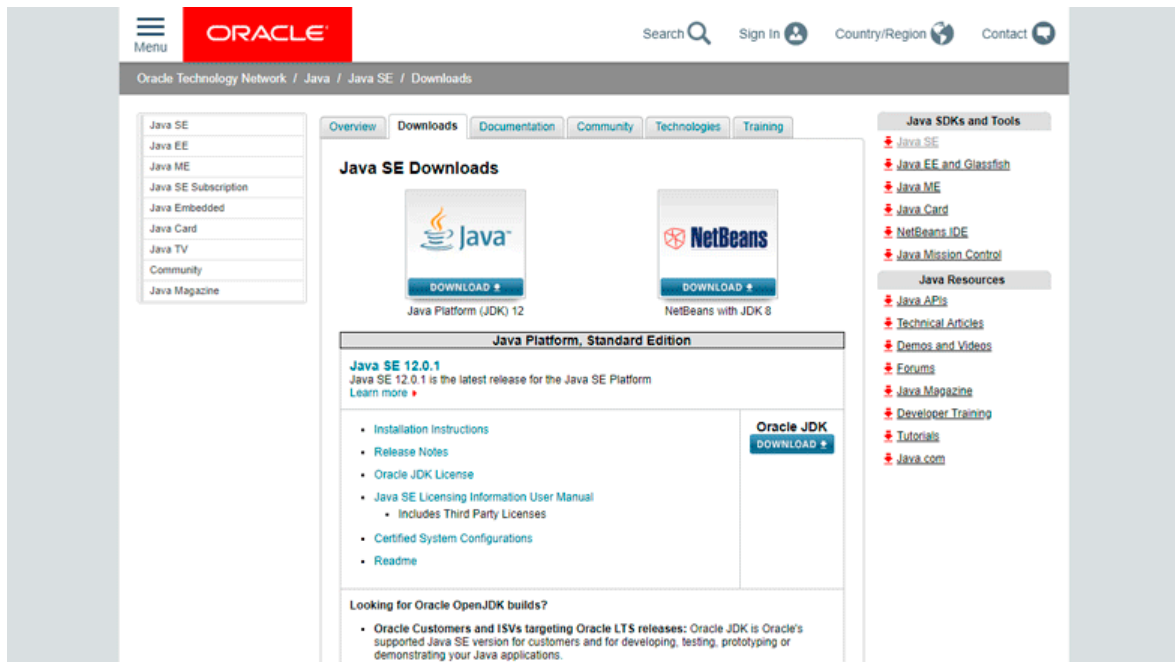 Menu
ORACLE
Search
Sign In
Country/Region
Contact
Oracle Technology Network / Java / Java SE / Downloads
Java SE
Java EE
Java ME
Java SE Subscription
Java Embedded
Java Card
Java TV
Community
Java Magazine
Overview
Downloads
Documentation
Community
Technologies
Training
Java SE Downloads
Java
DOWNLOAD
Java Platform (JDK) 12
NetBeans
DOWNLOAD
NetBeans with JDK 8
Java Platform, Standard Edition
Java SE 12.0.1
Java SE 12.0.1 is the latest release for the Java SE Platform
Learn more
• Installation Instructions
• Release Notes
• Oracle JDK License
• Java SE Licensing Information User Manual
• Includes Third Party Licenses
• Certified System Configurations
• Readme
Oracle JDK
DOWNLOAD
Looking for Oracle OpenJDK builds?
• Oracle Customers and ISVs targeting Oracle LTS releases: Oracle JDK is Oracle's
supported Java SE version for customers and for developing, testing, prototyping or
demonstrating your Java applications.
Java SDKs and Tools
Java SE
Java EE and Glassfish
Java ME
Java Card
NetBeans IDE
Java Mission Control
Java Resources
Java APIs
Technical Articles
Demos and Videos
Forums
Java Magazine
Developer Training
Tutorials
Java.com